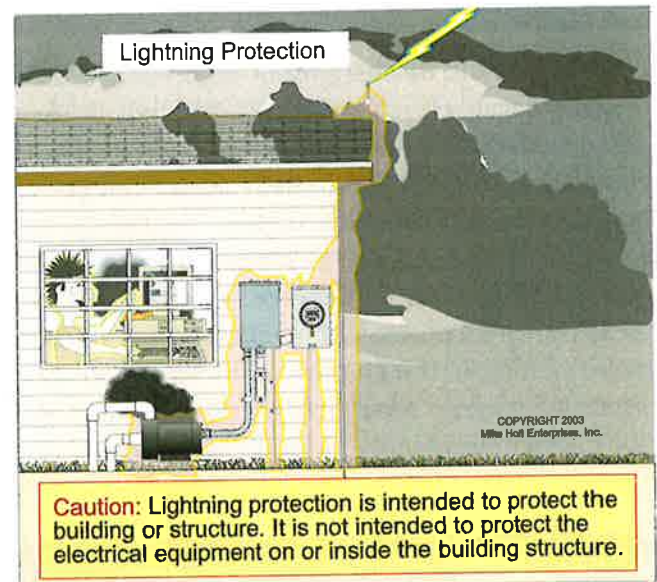 Lightning Protection
COPYRIGHT 2003
Mike Holt Enterprises, Inc.
Caution: Lightning protection is intended to protect the
building or structure. It is not intended to protect the
electrical equipment on or inside the building structure.